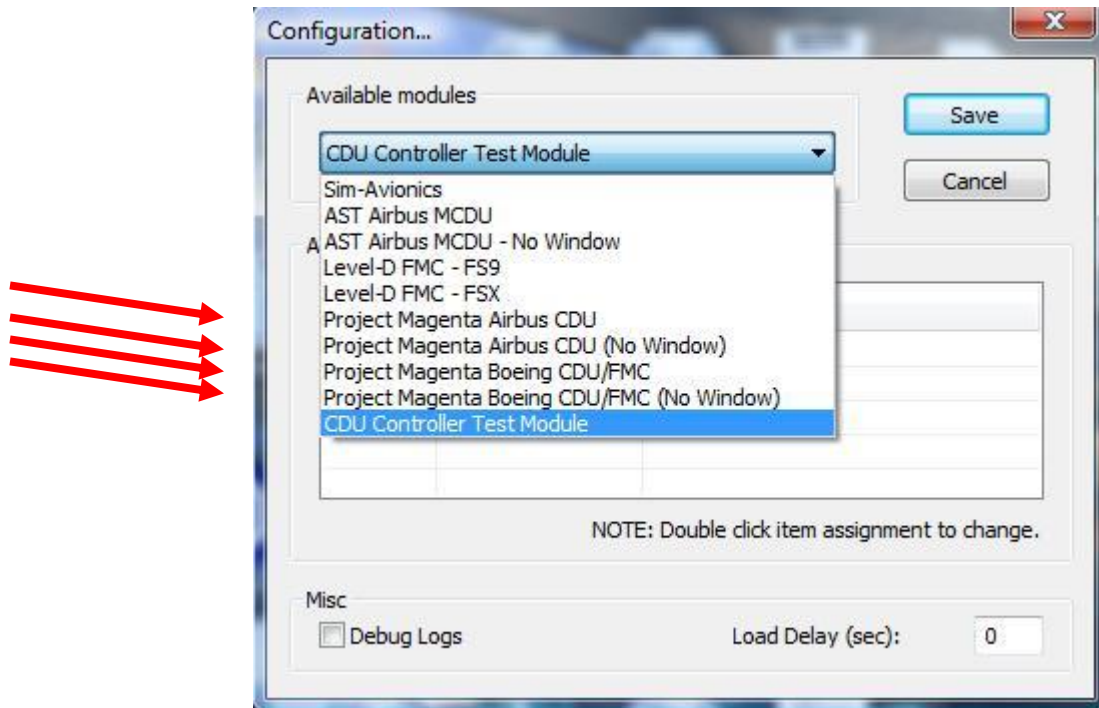 Configuration...
Available modules
Save
CDU Controller Test Module
Cancel
Sim-Avionics
AST Airbus MCDU
A
AST Airbus MCDU - No Window
Level-D FMC - FS9
Level-D FMC - FSX
Project Magenta Airbus CDU
Project Magenta Airbus CDU (No Window)
Project Magenta Boeing CDU/FMC
Project Magenta Boeing CDU/FMC (No Window)
CDU Controller Test Module
NOTE: Double click item assignment to change.
Misc
Debug Logs
Load Delay (sec):
0